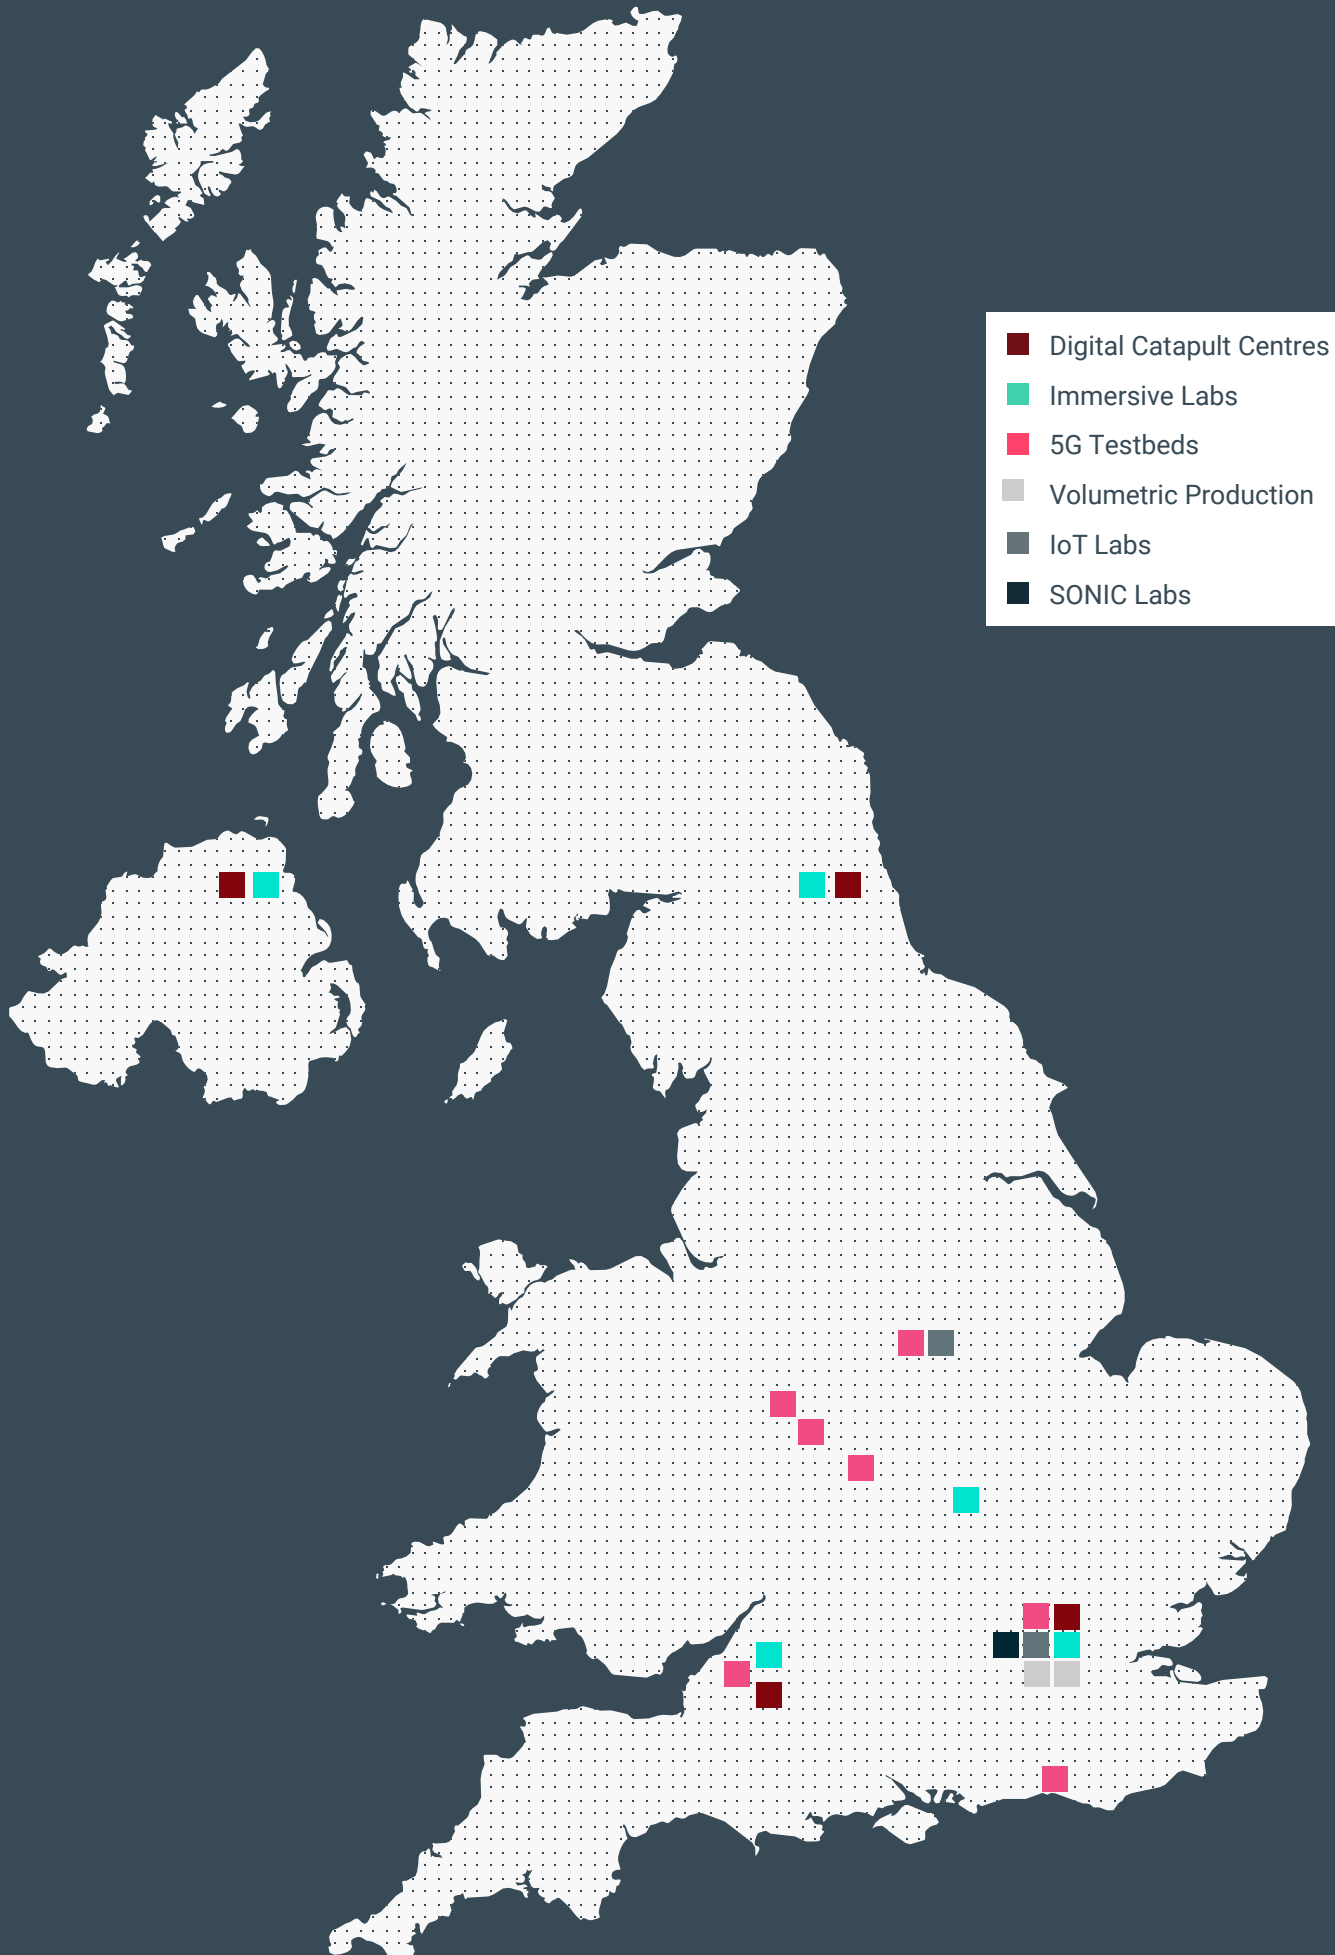 Digital Catapult Centres
Immersive Labs
5G Testbeds
Volumetric Production
IoT Labs
SONIC Labs